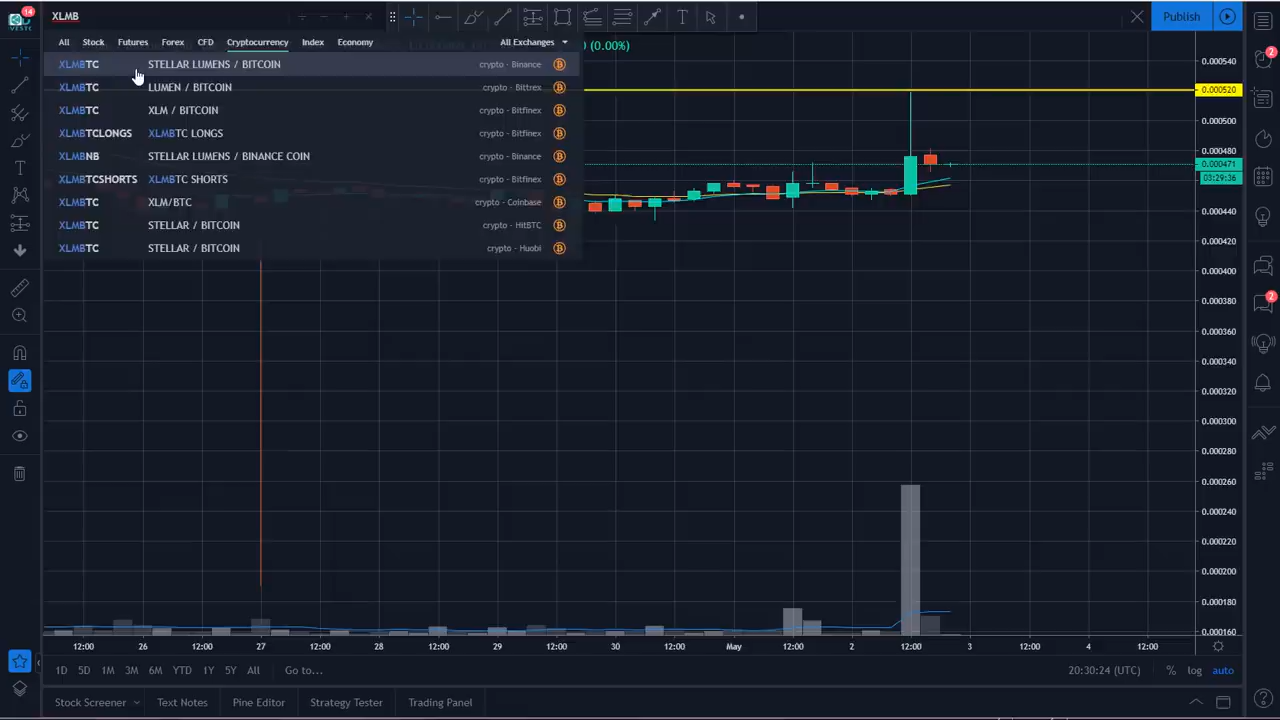 14
XLMB
Publish
All Stock Futures Forex CFD Cryptocurrency Index Economy All Exchanges
0 (0.00%)
XLMBTC STELLAR LUMENS / BITCOIN crypto - Binance
XLMBTC LUMEN / BITCOIN crypto - Bittrex
XLMBTC XLM / BITCOIN crypto - Bitfinex
XLMBTCLONGS XLMBTC LONGS crypto - Bitfinex
XLMBNB STELLAR LUMENS / BINANCE COIN crypto - Binance
XLMBTCSHORTS XLMBTC SHORTS crypto - Bitfinex
XLMBTC XLM/BTC crypto - Coinbase
XLMBTC STELLAR / BITCOIN crypto - HitBTC
XLMBTC STELLAR / BITCOIN crypto - Huobi
0.000540
0.000520
0.000500
0.000480
0.000471
03:29:36
0.000440
0.000420
0.000400
0.000380
0.000360
0.000340
0.000320
0.000300
0.000280
0.000260
0.000240
0.000220
0.000200
0.000180
0.000160
2
2
12:00 26 12:00 27 12:00 28 12:00 29 12:00 30 12:00 May 12:00 2 12:00 3 12:00 4 12:00
1D 5D 1M 3M 6M YTD 1Y 5Y All Go to... 20:30:24 (UTC) % log auto
Stock Screener Text Notes Pine Editor Strategy Tester Trading Panel